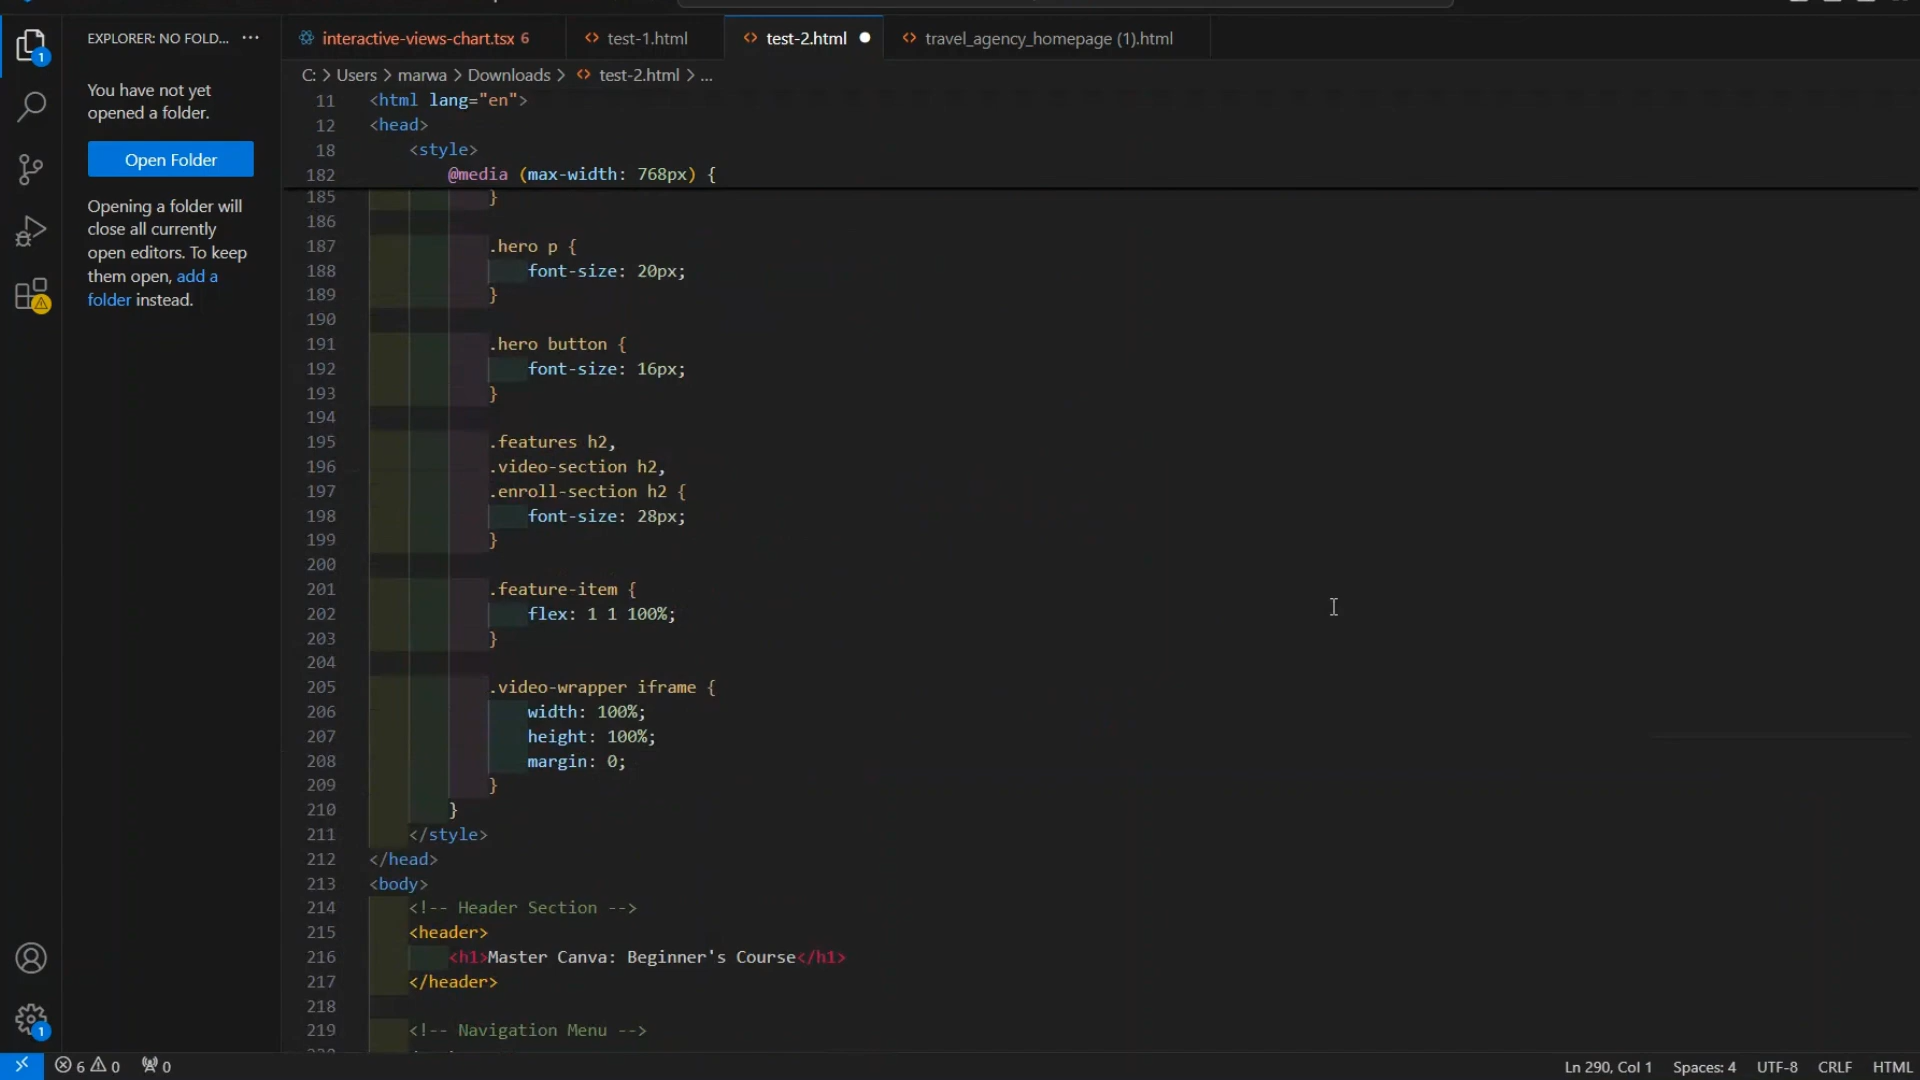 EXPLORER: NO FOLD... ...
You have not yet
opened a folder.
Open Folder
Opening a folder will
close all currently
open editors. To keep
them open, add a
folder instead.
1
1
interactive-views-chart.tsx 6
test-1.html
test-2.html
travel_agency_homepage (1).html
C: > Users > marwa > Downloads > test-2.html > ...
11 <html lang="en">
12 <head>
18 <style>
182 @media (max-width: 768px) {
185 }
186
187 .hero p {
188 font-size: 20px;
189 }
190
191 .hero button {
192 font-size: 16px;
193 }
194
195 .features h2,
196 .video-section h2,
197 .enroll-section h2 {
198 font-size: 28px;
199 }
200
201 .feature-item {
202 flex: 1 1 100%;
203 }
204
205 .video-wrapper iframe {
206 width: 100%;
207 height: 100%;
208 margin: 0;
209 }
210 }
211 </style>
212 </head>
213 <body>
214 <!-- Header Section -->
215 <header>
216 <h1>Master Canva: Beginner's Course</h1>
217 </header>
218
219 <!-- Navigation Menu -->
6 0 0
Ln 290, Col 1 Spaces: 4 UTF-8 CRLF HTML